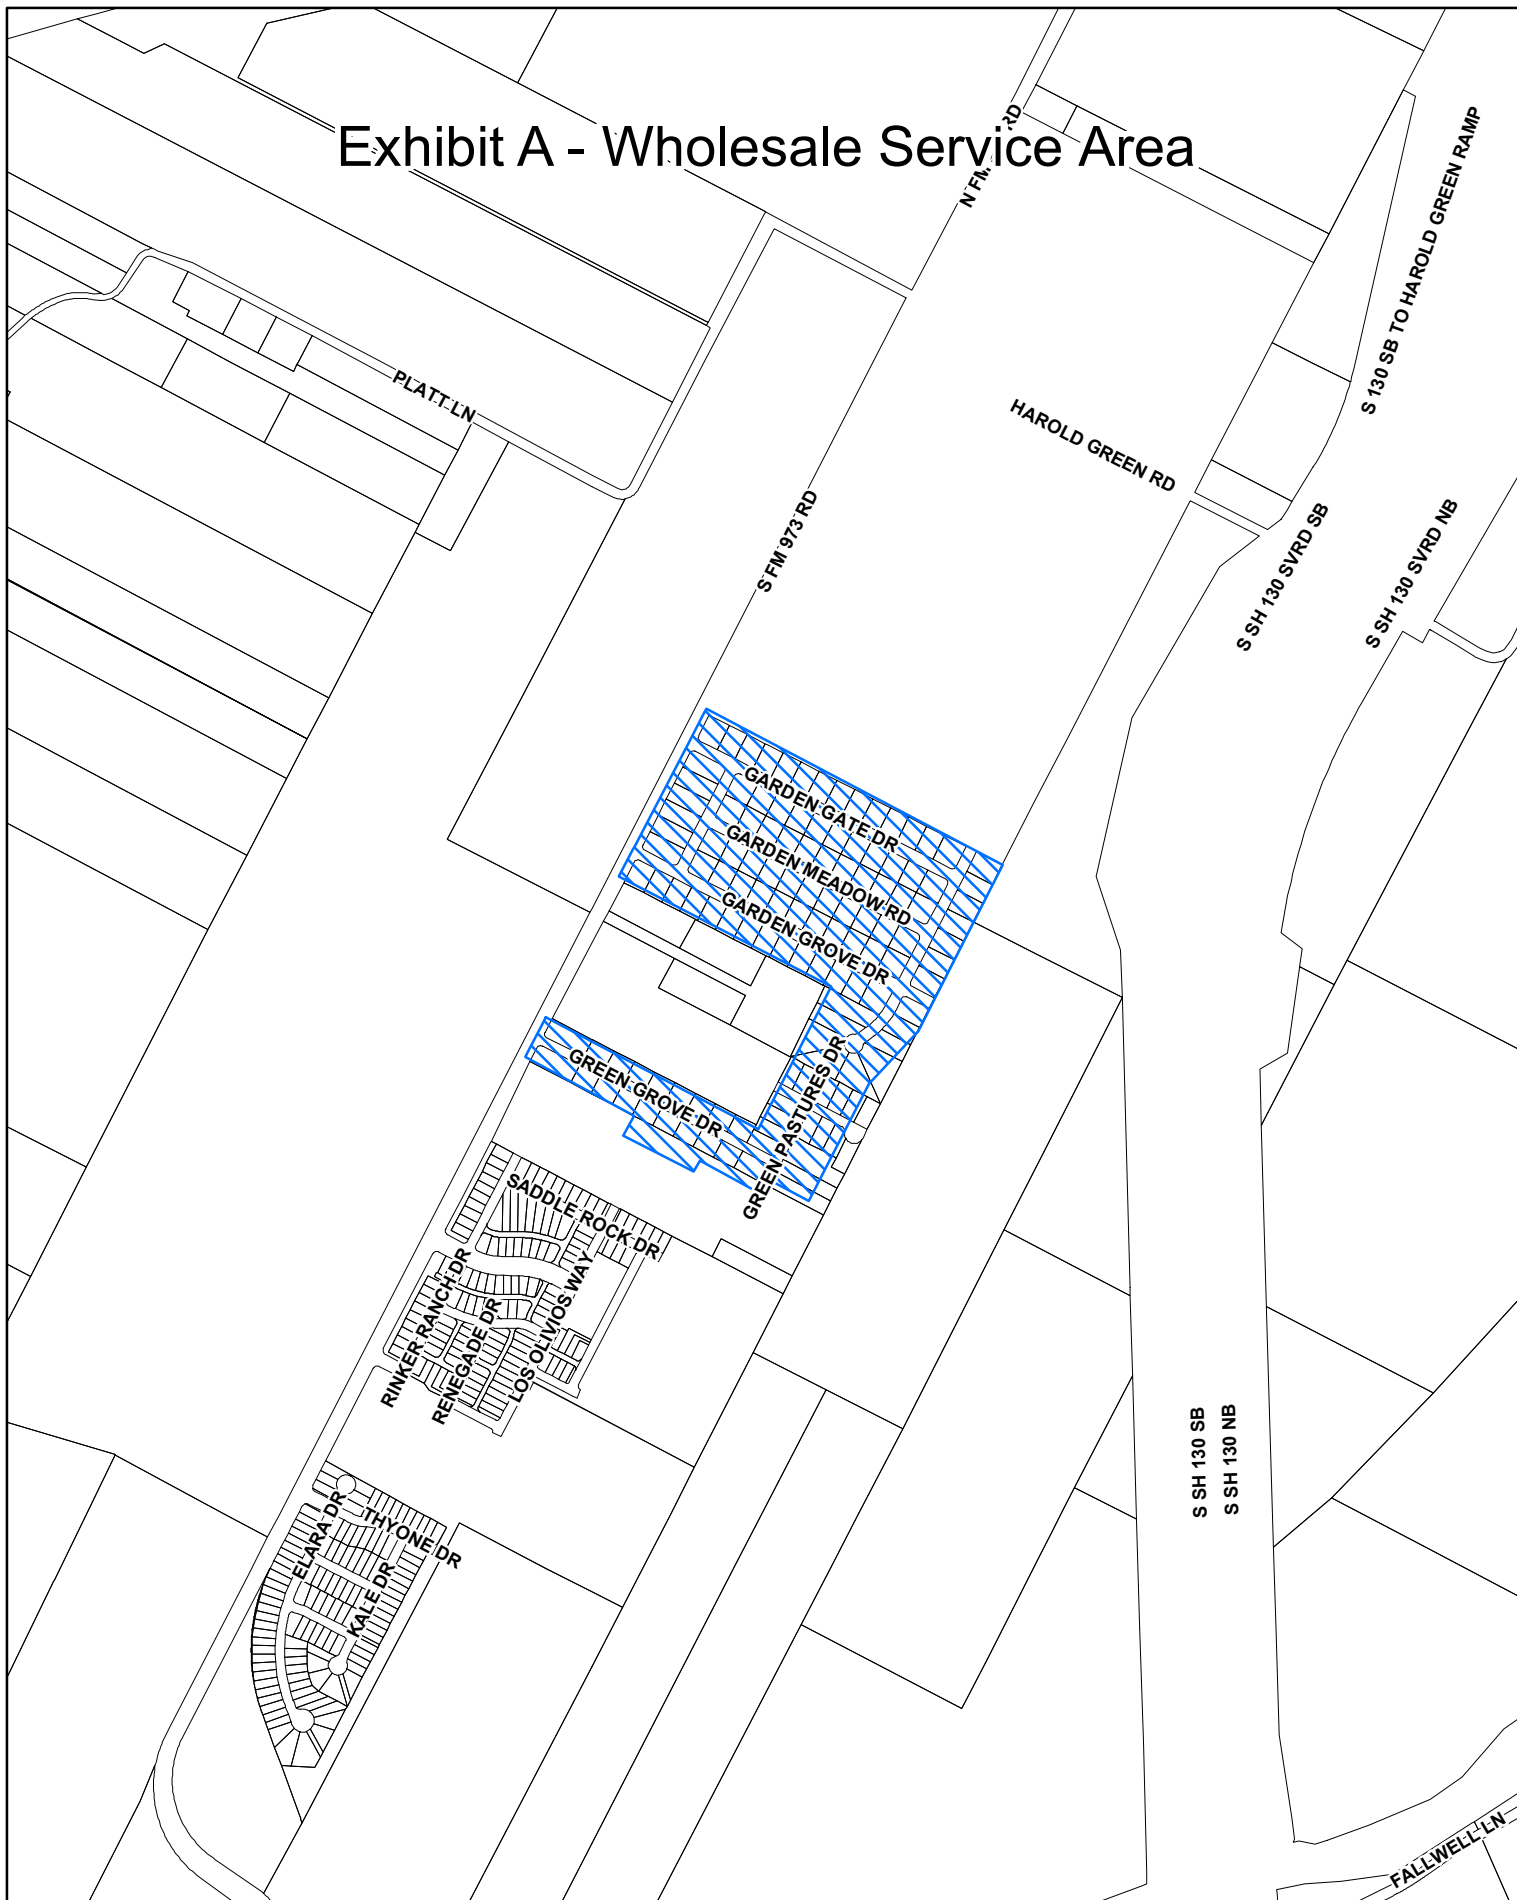 Exhibit A - Wholesale Service Area
N FM RD
S 130 SB TO HAROLD GREEN RAMP
PLATT LN
HAROLD GREEN RD
S FM 973 RD
S SH 130 SVRD SB
S SH 130 SVRD NB
GARDEN GATE DR
GARDEN MEADOW RD
GARDEN GROVE DR
GREEN PASTURES DR
GREEN GROVE DR
SADDLE ROCK DR
RINKER RANCH DR
RENEGADE DR
LOS OLIVIOS WAY
S SH 130 SB
S SH 130 NB
ELARA DR
THYONE DR
KALE DR
FALLWELL LN